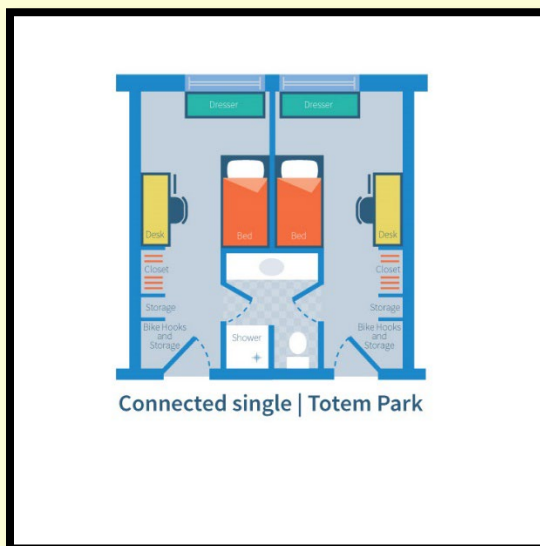 Dresser
Dresser
Bed
Bed
Desk
Desk
Closet
Closet
Storage
Storage
Bike Hooks
and
Storage
Bike Hooks
and
Storage
Shower
Connected single | Totem Park